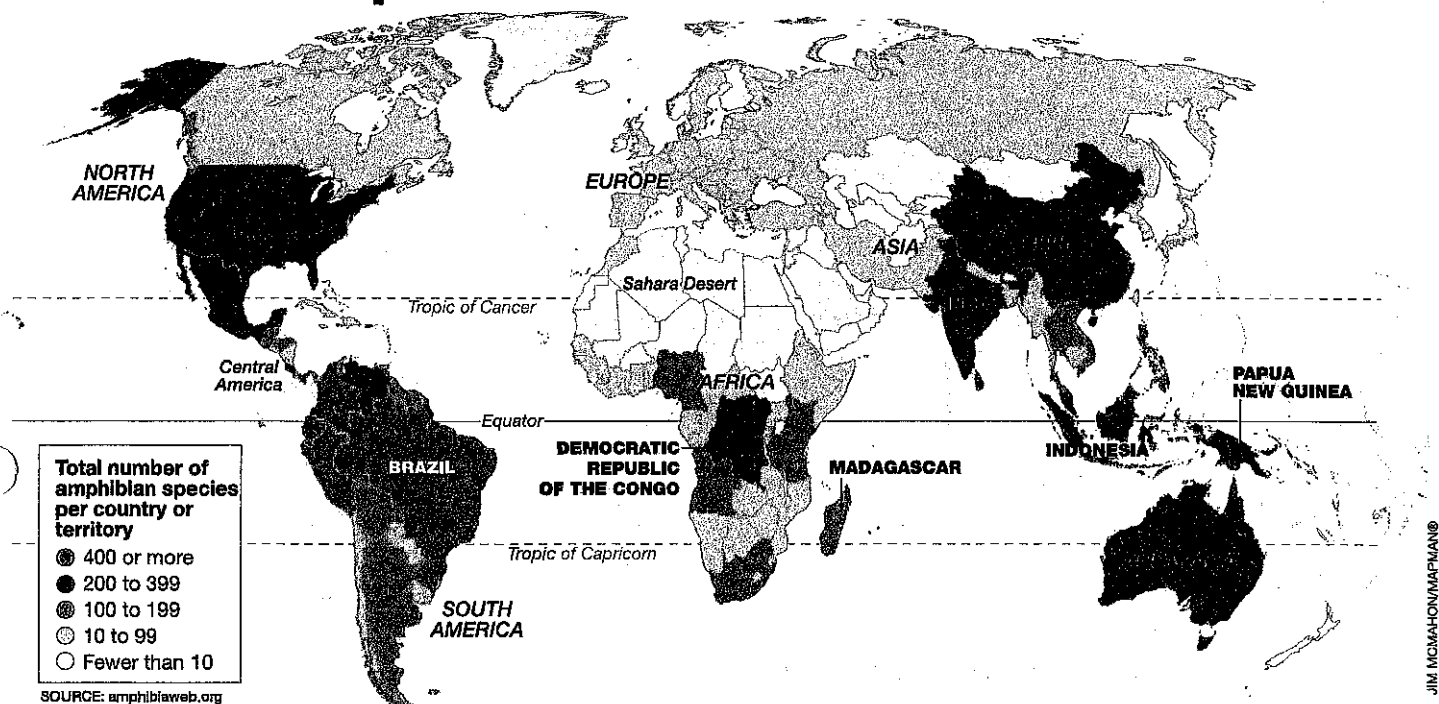 NORTH
AMERICA
EUROPE
ASIA
Sahara Desert
Tropic of Cancer
Central
America
AFRICA
PAPUA
NEW GUINEA
Equator
DEMOCRATIC
REPUBLIC
OF THE CONGO
BRAZIL
MADAGASCAR
INDONESIA
Tropic of Capricorn
SOUTH
AMERICA
Total number of
amphibian species
per country or
territory
400 or more
200 to 399
100 to 199
10 to 99
Fewer than 10
SOURCE: amphibiaweb.org
JIM MCMAHON/MAPMAN®